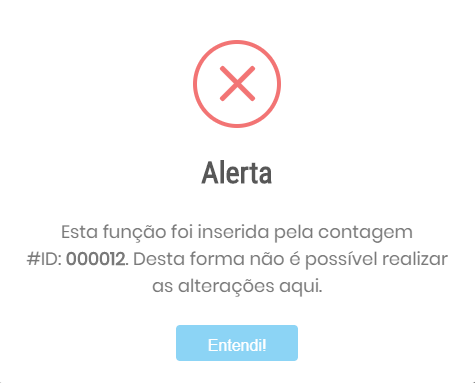 Alerta
Esta função foi inserida pela contagem
#ID: 000012. Desta forma não é possível realizar
as alterações aqui.
Entendi!